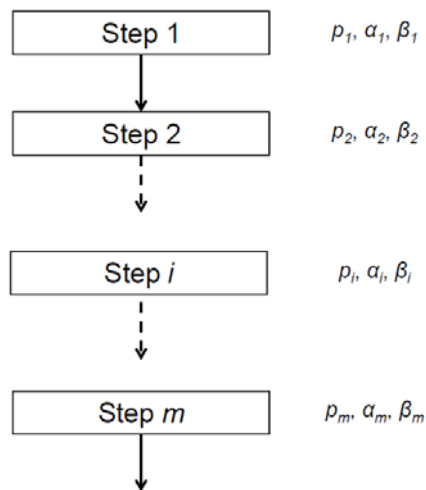 Step 1 p₁, α₁, β₁
Step 2 p₂, α₂, β₂
Step i pᵢ, αᵢ, βᵢ
Step m pₘ, αₘ, βₘ